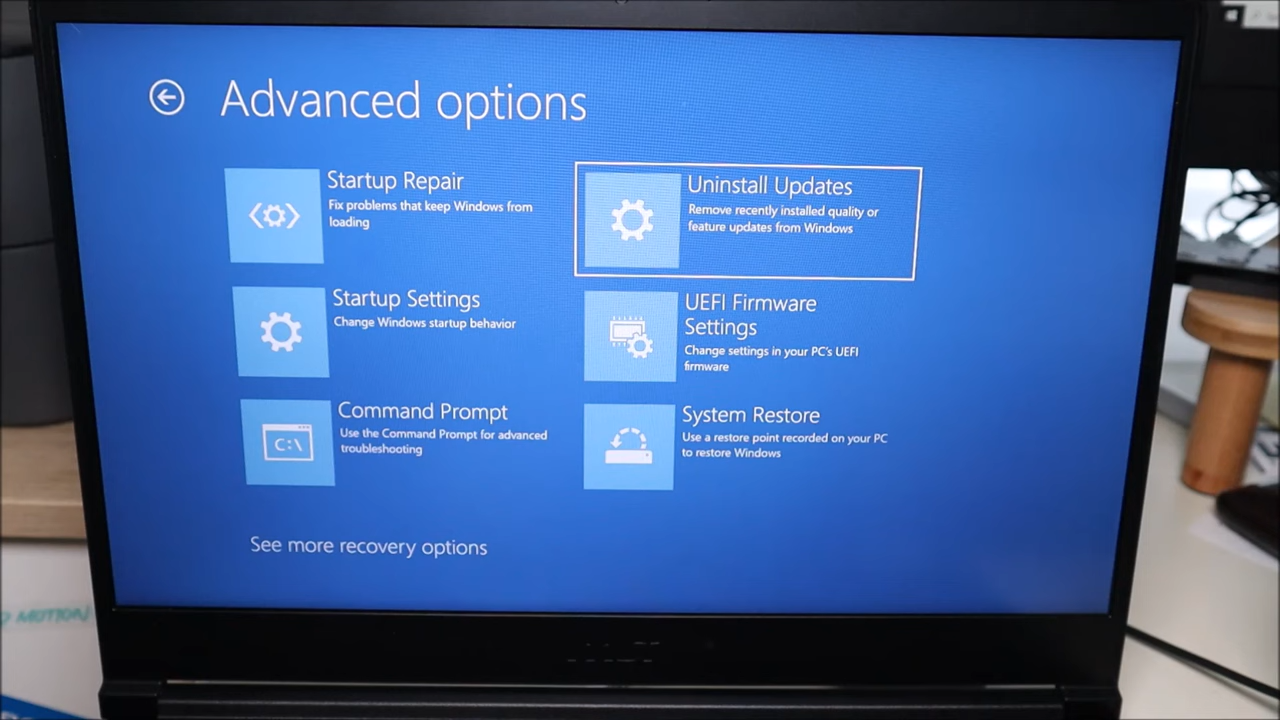 Advanced options
Startup Repair
Fix problems that keep Windows from
loading
Uninstall Updates
Remove recently installed quality or
feature updates from Windows
Startup Settings
Change Windows startup behavior
UEFI Firmware
Settings
Change settings in your PC's UEFI
firmware
C:\
Command Prompt
Use the Command Prompt for advanced
troubleshooting
System Restore
Use a restore point recorded on your PC
to restore Windows
See more recovery options
MOTION